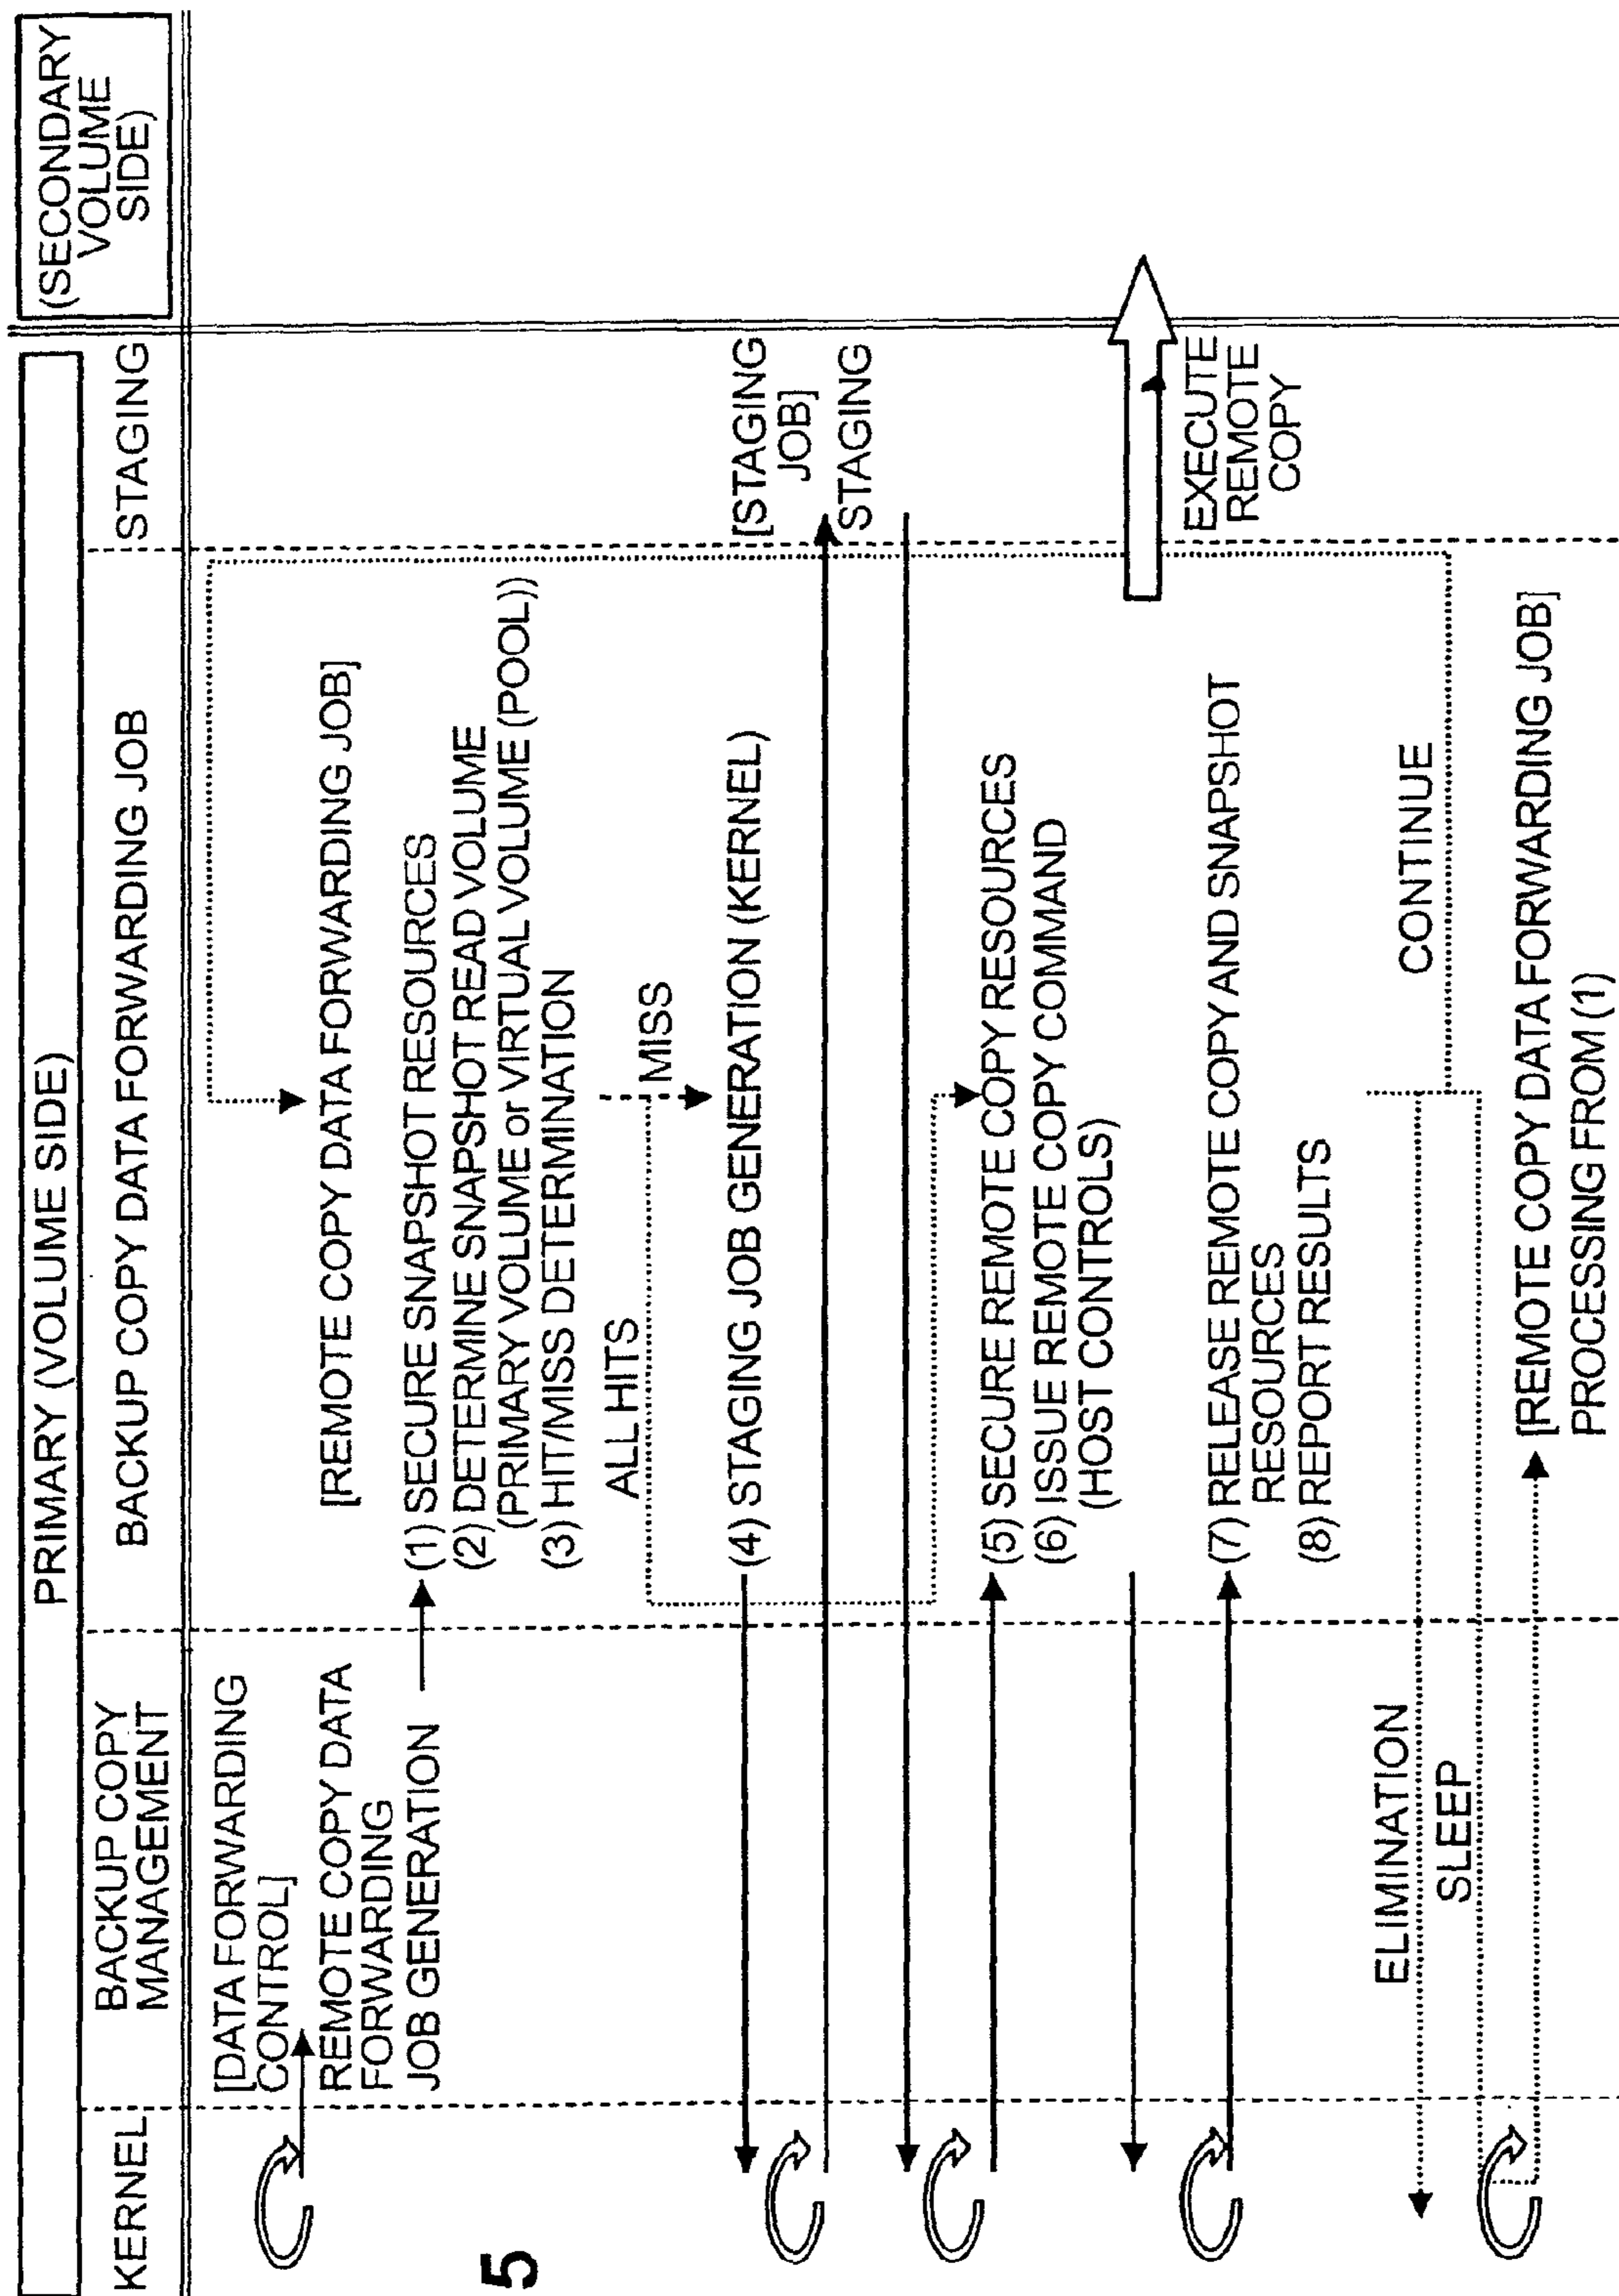 PRIMARY (VOLUME SIDE)
(SECONDARY
VOLUME
SIDE)
KERNEL
BACKUP COPY
MANAGEMENT
BACKUP COPY DATA FORWARDING JOB
STAGING
[DATA FORWARDING
CONTROL]
REMOTE COPY DATA
FORWARDING
JOB GENERATION
[REMOTE COPY DATA FORWARDING JOB]
(1) SECURE SNAPSHOT RESOURCES
(2) DETERMINE SNAPSHOT READ VOLUME
(PRIMARY VOLUME or VIRTUAL VOLUME (POOL))
(3) HIT/MISS DETERMINATION
ALL HITS
MISS
(4) STAGING JOB GENERATION (KERNEL)
[STAGING
JOB]
STAGING
(5) SECURE REMOTE COPY RESOURCES
(6) ISSUE REMOTE COPY COMMAND
(HOST CONTROLS)
EXECUTE
REMOTE
COPY
(7) RELEASE REMOTE COPY AND SNAPSHOT
RESOURCES
(8) REPORT RESULTS
ELIMINATION
CONTINUE
SLEEP
[REMOTE COPY DATA FORWARDING JOB]
PROCESSING FROM (1)
5